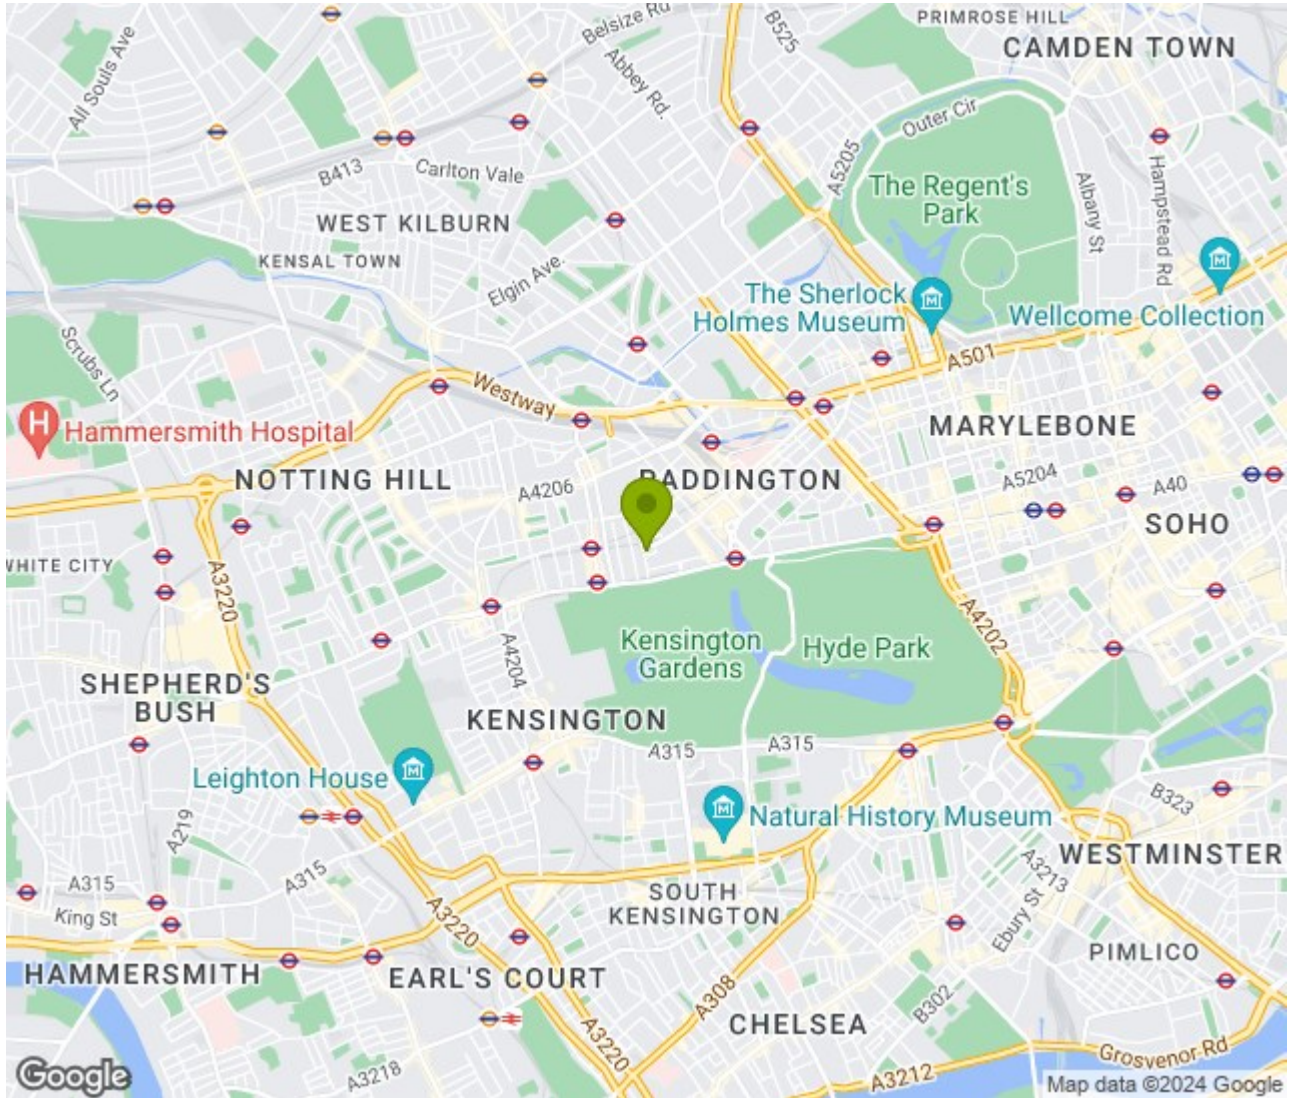 PRIMROSE HILL
CAMDEN TOWN
Belsize Rd
B525
All Souls Ave
Abbey Rd.
Outer Cir
A5205
B413
Carlton Vale
The Regent's
Park
Albany St
Hampstead Rd
WEST KILBURN
KENSAL TOWN
Elgin Ave.
The Sherlock
Holmes Museum
Wellcome Collection
Scrubs Ln
A501
Westway
H
Hammersmith Hospital
MARYLEBONE
NOTTING HILL
A4206
PADDINGTON
A5204
A40
SOHO
WHITE CITY
A3220
A4202
Kensington
Gardens
Hyde Park
A4204
SHEPHERD'S
BUSH
KENSINGTON
A315
A315
Leighton House
Natural History Museum
B323
A219
WESTMINSTER
A3213
A315
A315
King St
SOUTH
KENSINGTON
Ebury St
A3220
PIMLICO
HAMMERSMITH
EARL'S COURT
A308
B302
CHELSEA
A3220
Grosvenor Rd
A3218
A3212
Google
Map data ©2024 Google